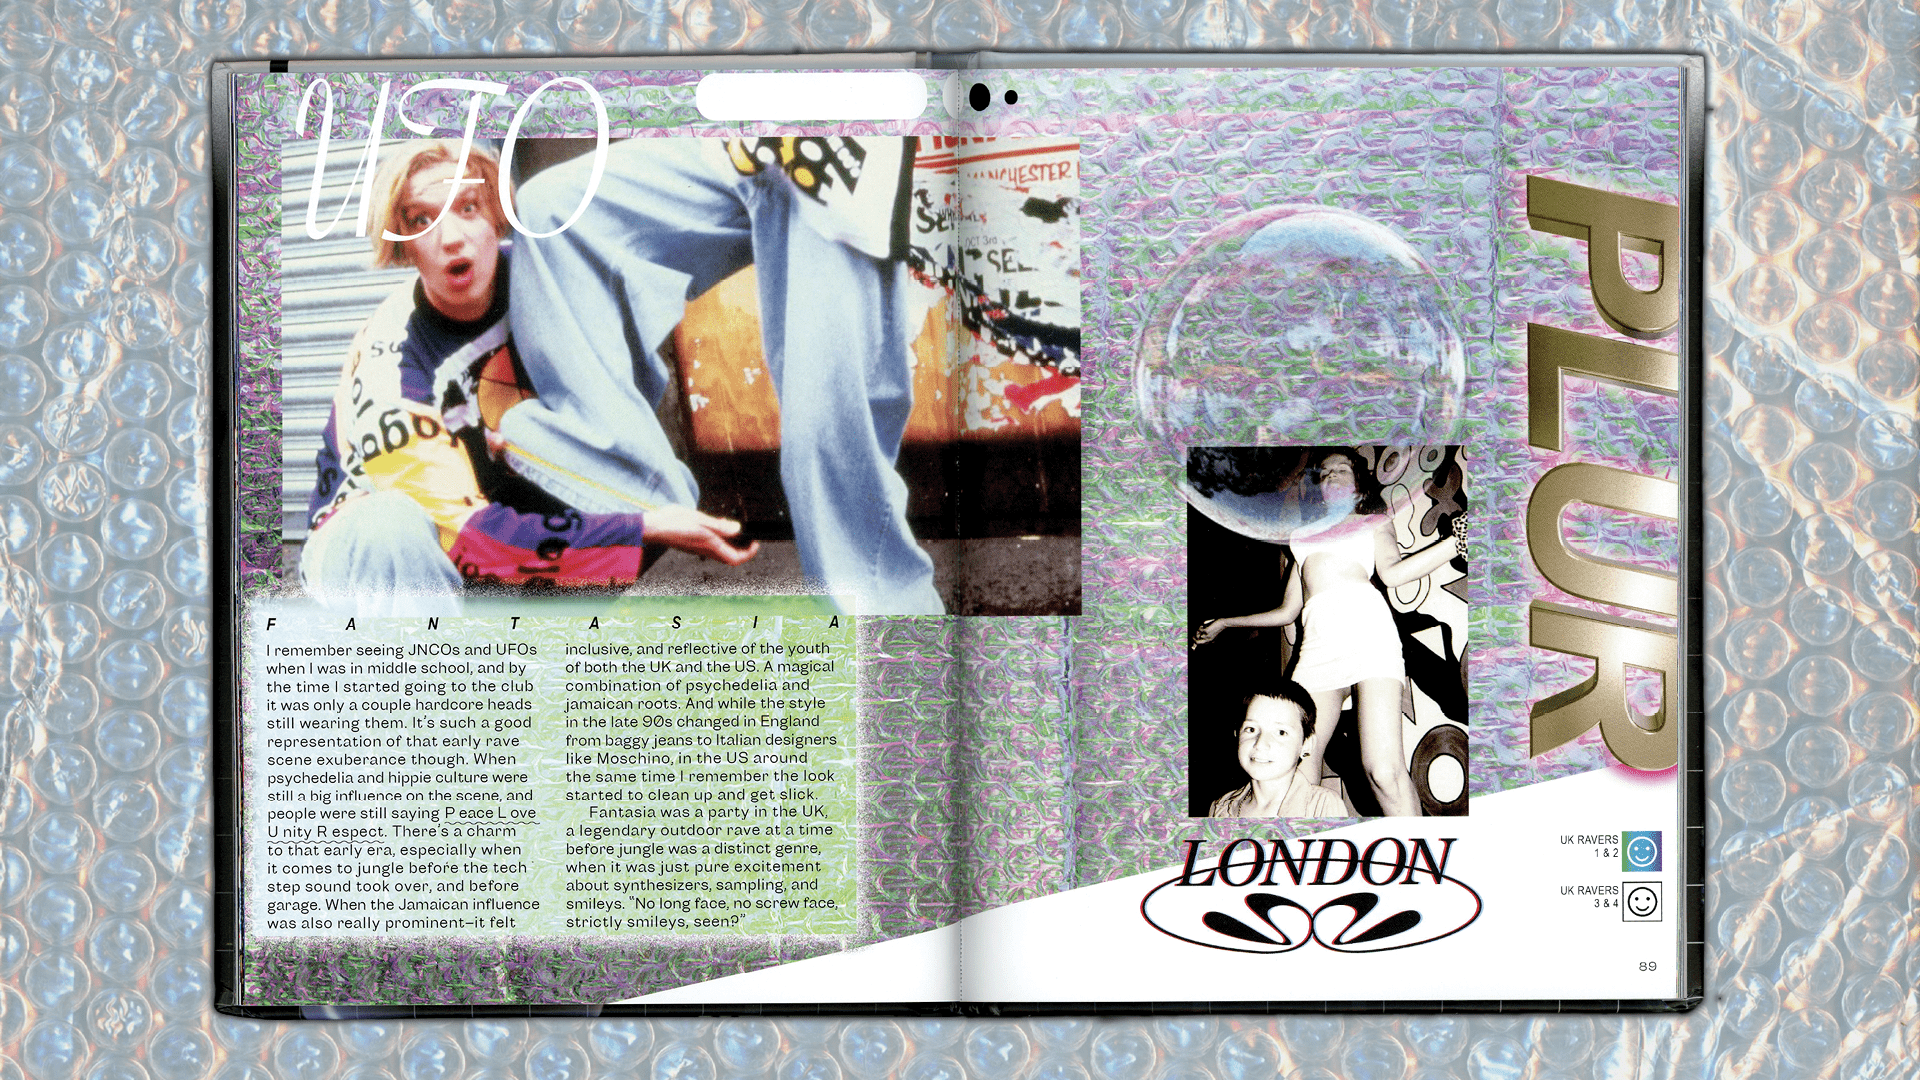 UFO
MANCHESTER
OCT 3rd
SEL
PLUR
FANTASIA
I remember seeing JNCOs and UFOs
when I was in middle school, and by
the time I started going to the club
it was only a couple hardcore heads
still wearing them. It's such a good
representation of that early rave
scene exuberance though. When
psychedelia and hippie culture were
still a big influence on the scene, and
people were still saying P eace L ove
U nity R espect. There's a charm
to that early era, especially when
it comes to jungle before the tech
step sound took over, and before
garage. When the Jamaican influence
was also really prominent—it felt
inclusive, and reflective of the youth
of both the UK and the US. A magical
combination of psychedelia and
jamaican roots. And while the style
in the late 90s changed in England
from baggy jeans to Italian designers
like Moschino, in the US around
the same time I remember the look
started to clean up and get slick.
Fantasia was a party in the UK,
a legendary outdoor rave at a time
before jungle was a distinct genre,
when it was just pure excitement
about synthesizers, sampling, and
smileys. "No long face, no screw face,
strictly smileys, seen?"
LONDON
UK RAVERS
1 & 2
UK RAVERS
3 & 4
89